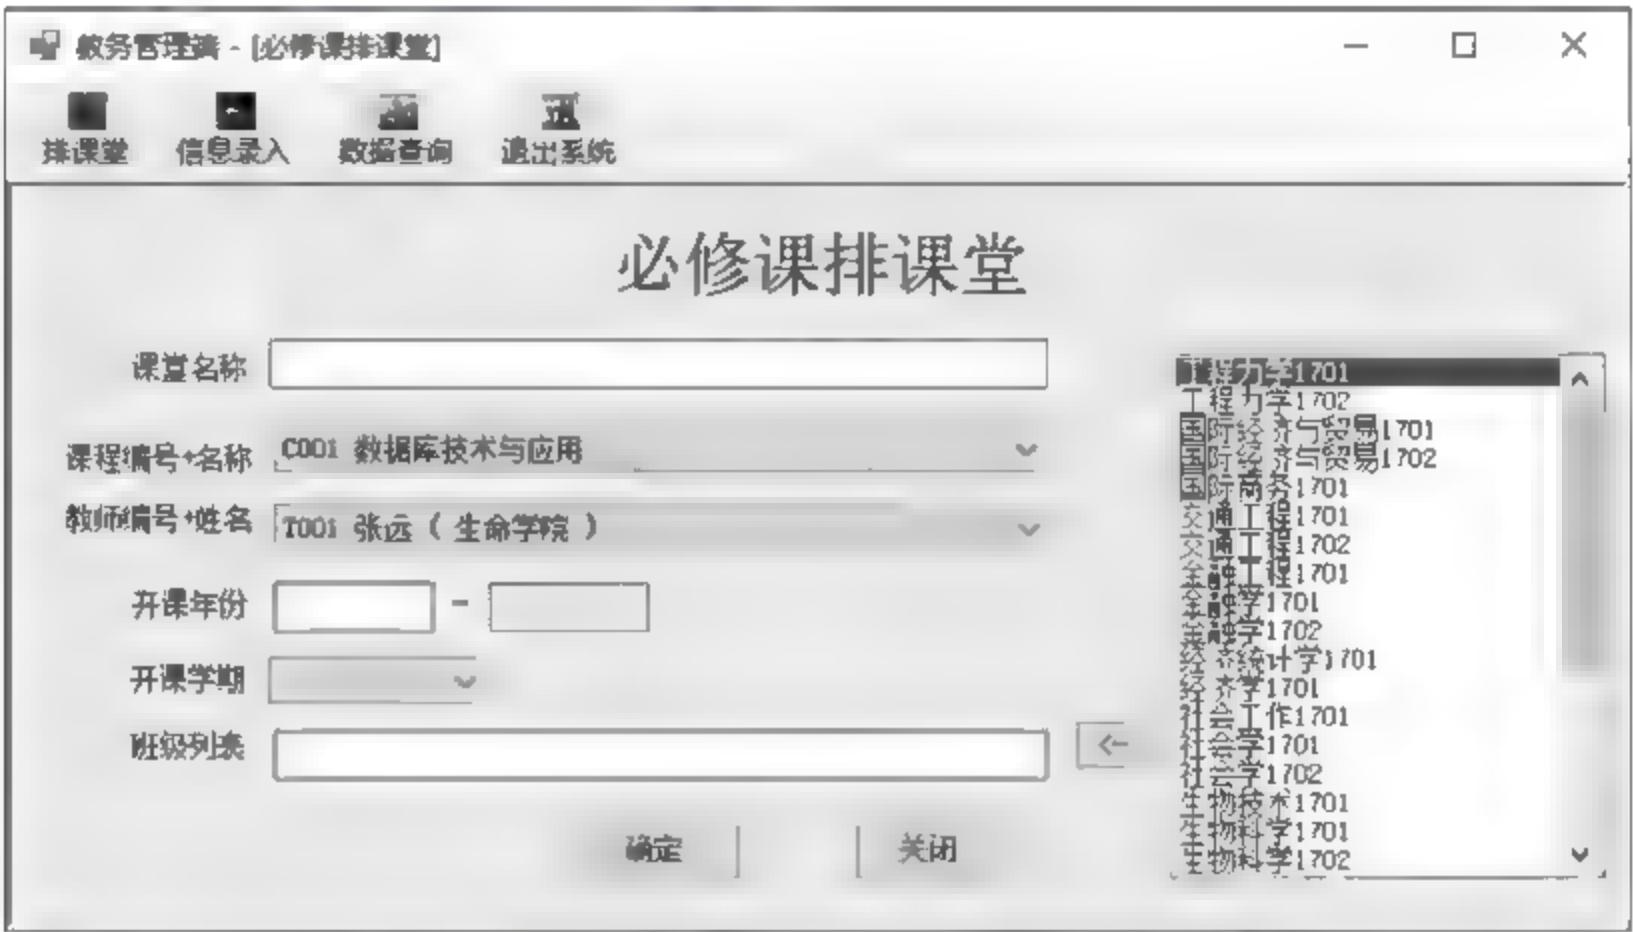 教务管理端 - [必修课排课堂]
排课堂 信息录入 数据查询 退出系统
必修课排课堂
课堂名称
课程编号+名称 C001 数据库技术与应用
教师编号+姓名 T001 张远（生命学院）
开课年份 -
开课学期
班级列表
确定 关闭
工程力学1701
工程力学1702
国际经济与贸易1701
国际经济与贸易1702
国际商务1701
交通工程1701
交通工程1702
金融工程1701
金融学1701
金融学1702
经济统计学1701
经济学1701
社会工作1701
社会学1701
社会学1702
生物技术1701
生物科学1701
生物科学1702